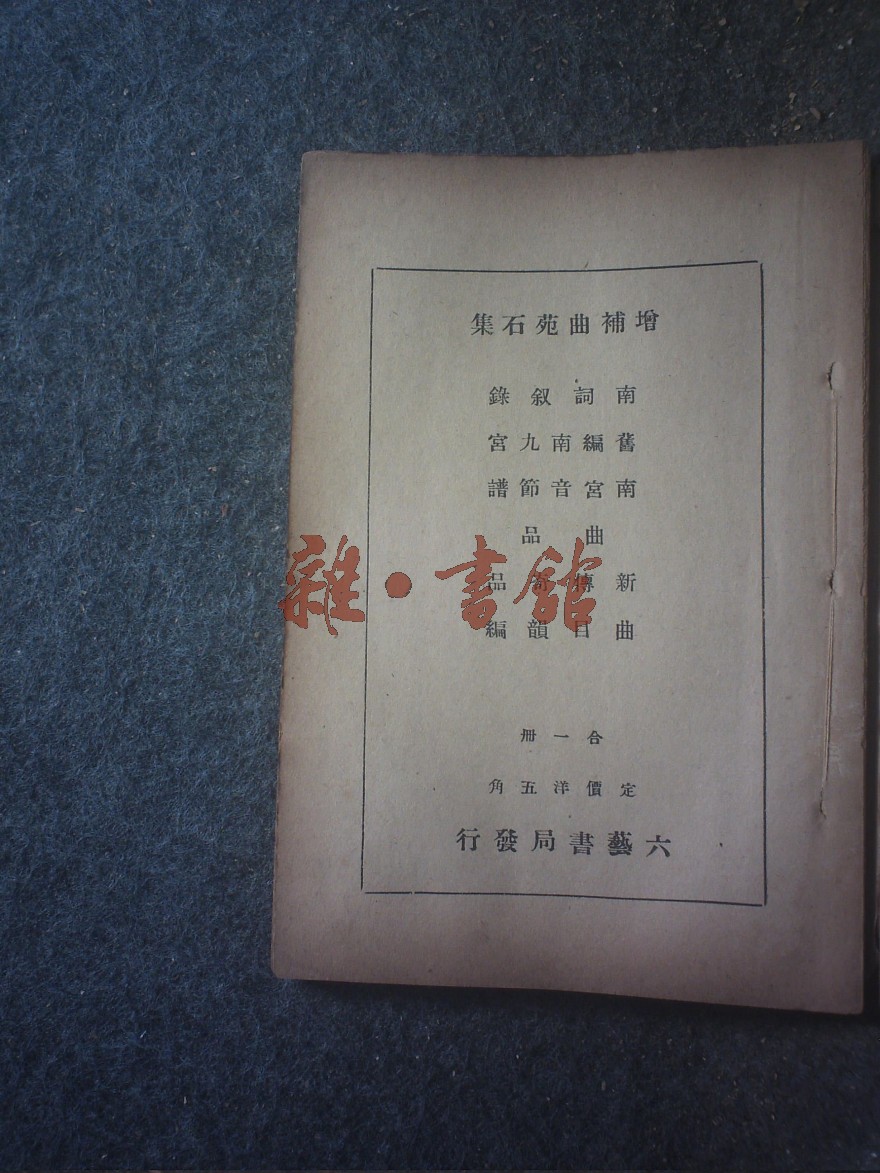 增補曲苑石集
南詞叙錄
舊編南九宮
南宮音節譜
曲品
新傳奇品
曲目韻編
合一冊
定價洋五角
六藝書局發行
雜·書館